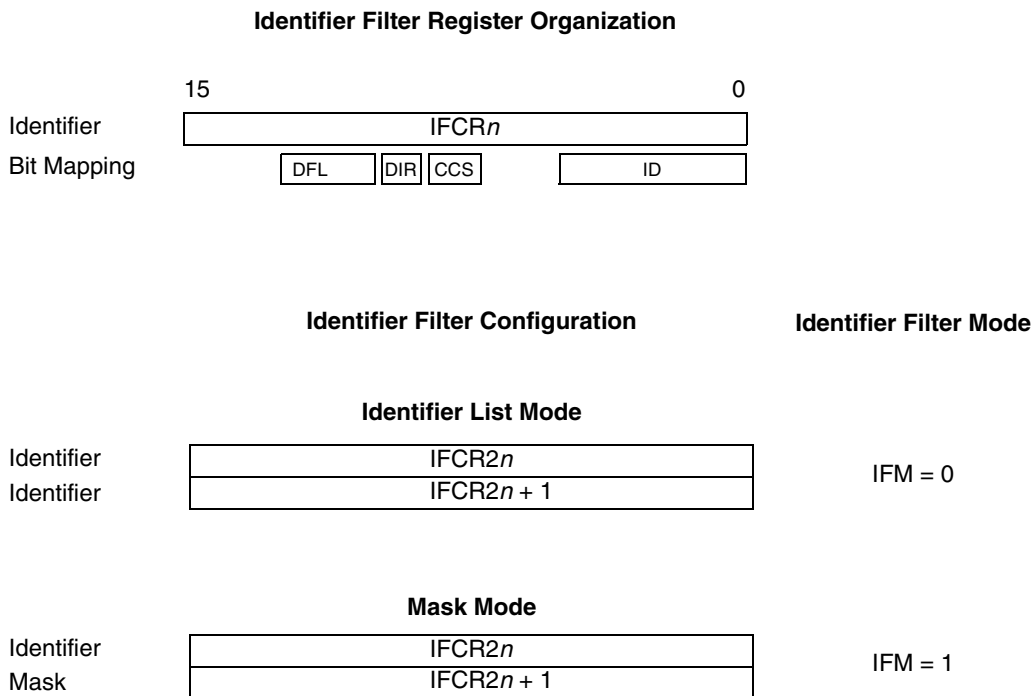 Identifier Filter Register Organization
15 0
Identifier IFCRn
Bit Mapping DFL DIR CCS ID
Identifier Filter Configuration Identifier Filter Mode
Identifier List Mode
Identifier IFCR2n
IFM = 0
Identifier IFCR2n + 1
Mask Mode
Identifier IFCR2n
IFM = 1
Mask IFCR2n + 1